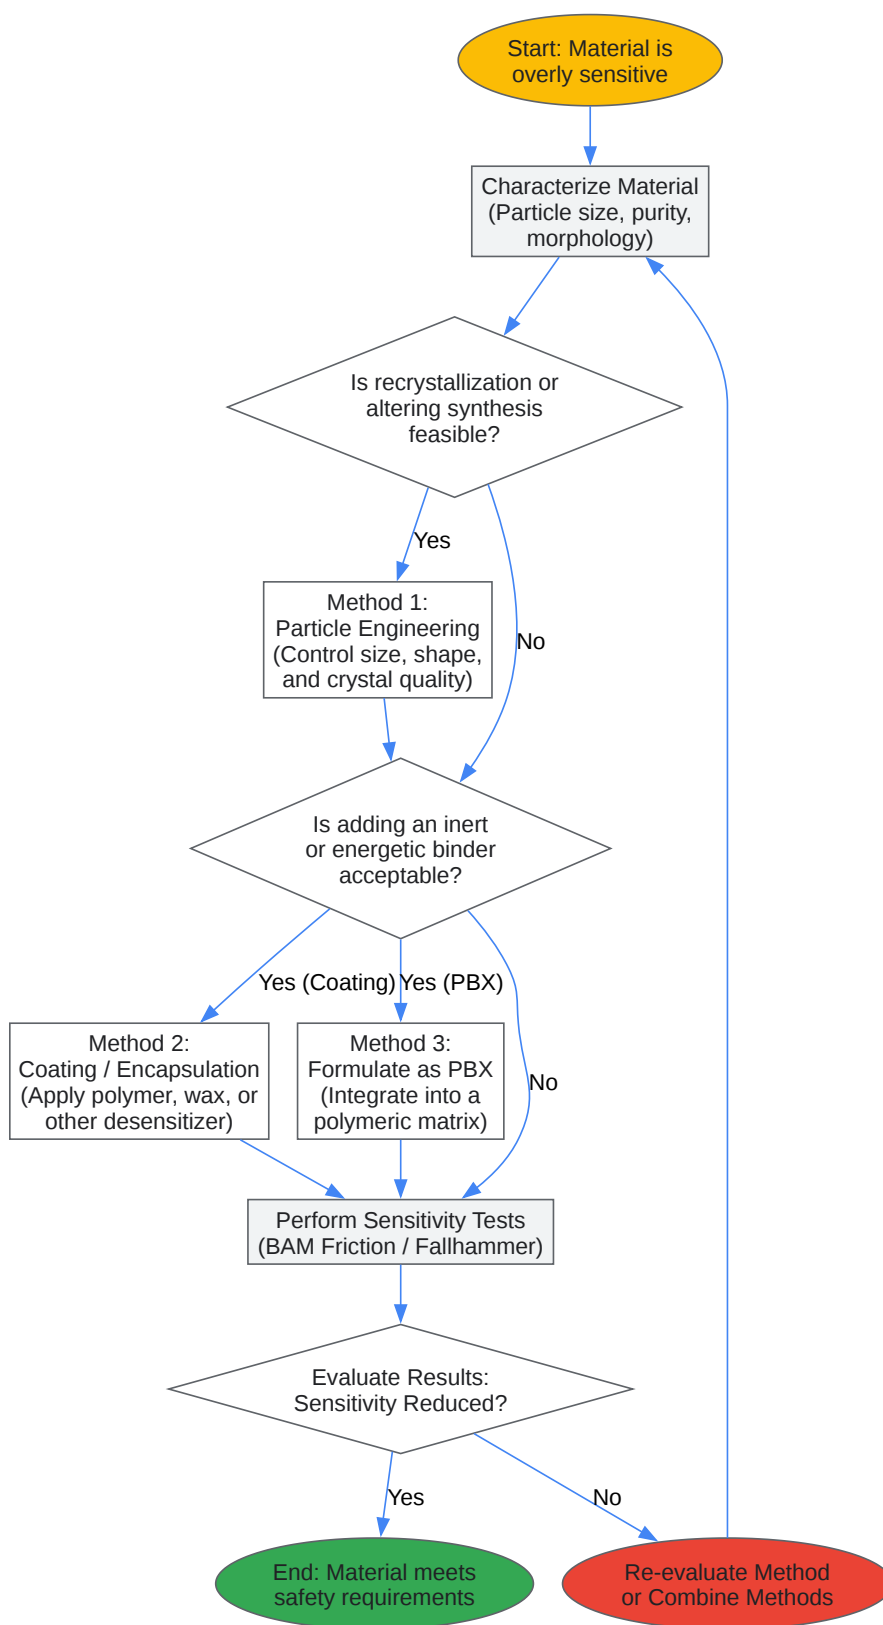 Start: Material is
overly sensitive
Characterize Material
(Particle size, purity,
morphology)
Is recrystallization or
altering synthesis
feasible?
Yes
No
Method 1:
Particle Engineering
(Control size, shape,
and crystal quality)
Is adding an inert
or energetic binder
acceptable?
Yes (Coating)
Yes (PBX)
No
Method 2:
Coating / Encapsulation
(Apply polymer, wax, or
other desensitizer)
Method 3:
Formulate as PBX
(Integrate into a
polymeric matrix)
Perform Sensitivity Tests
(BAM Friction / Fallhammer)
Evaluate Results:
Sensitivity Reduced?
Yes
No
End: Material meets
safety requirements
Re-evaluate Method
or Combine Methods